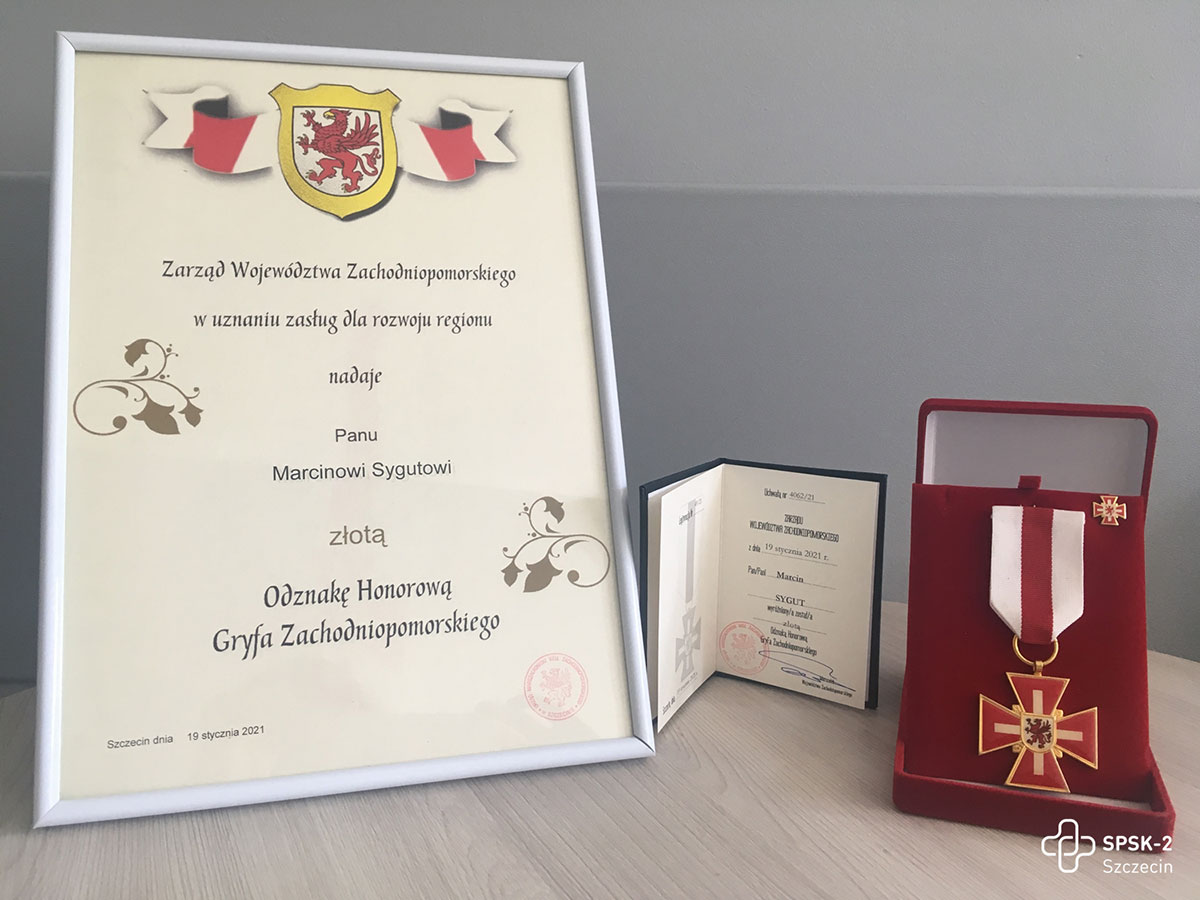 Zarząd Województwa Zachodniopomorskiego
w uznaniu zasług dla rozwoju regionu
nadaje
Panu
Marcinowi Sygutowi
złotą
Odznakę Honorową
Gryfa Zachodniopomorskiego
Szczecin dnia 19 stycznia 2021
Uchwałą nr 4062/21
ZARZĄDU
WOJEWÓDZTWA ZACHODNIOPOMORSKIEGO
z dnia 19 stycznia 2021 r.
Pan/Pani Marcin
SYGUT
wyróżniony/a został/a
złotą
Odznaką Honorową
Gryfa Zachodniopomorskiego
Województwa Zachodniopomorskiego
SPSK-2
Szczecin